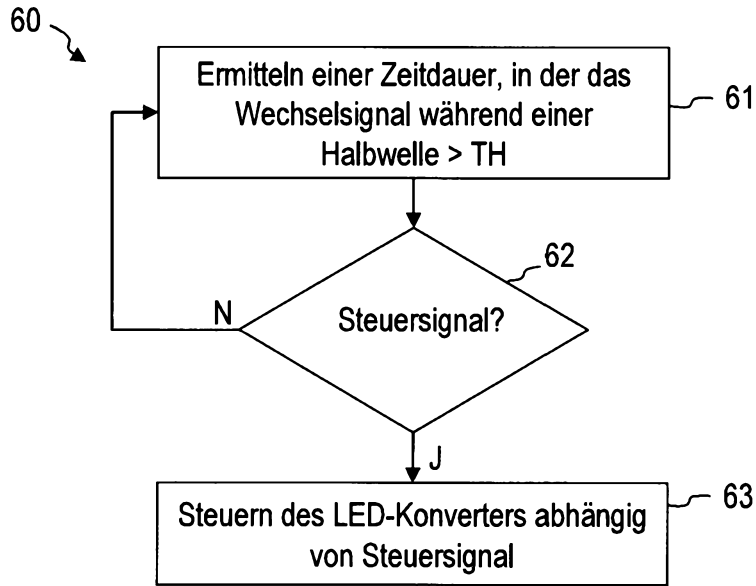 60
Ermitteln einer Zeitdauer, in der das
Wechselsignal während einer
Halbwelle > TH
61
62
Steuersignal?
N
J
Steuern des LED-Konverters abhängig
von Steuersignal
63